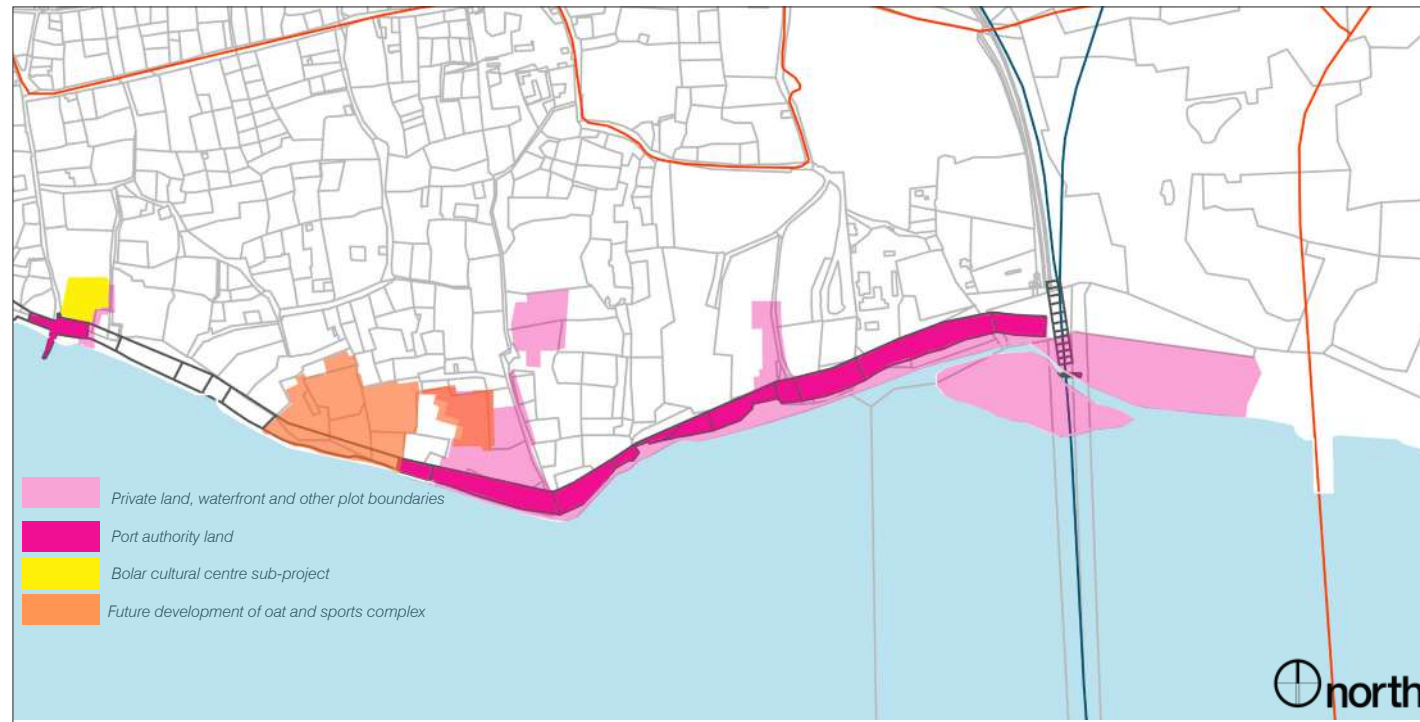 Private land, waterfront and other plot boundaries
Port authority land
Bolar cultural centre sub-project
Future development of oat and sports complex
north